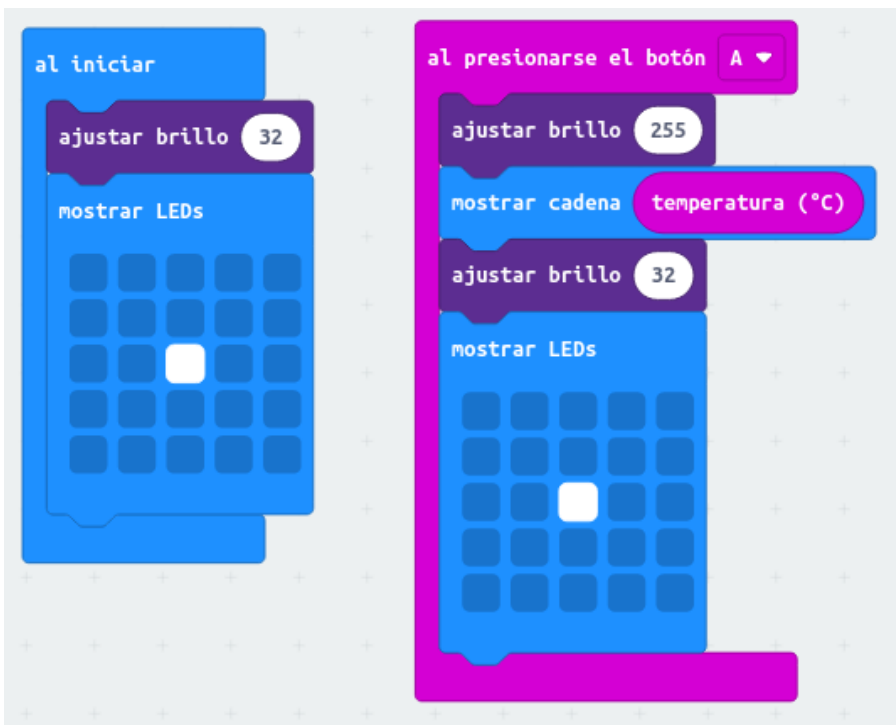 al iniciar
ajustar brillo 32
mostrar LEDs
al presionarse el botón A
ajustar brillo 255
mostrar cadena temperatura (°C)
ajustar brillo 32
mostrar LEDs